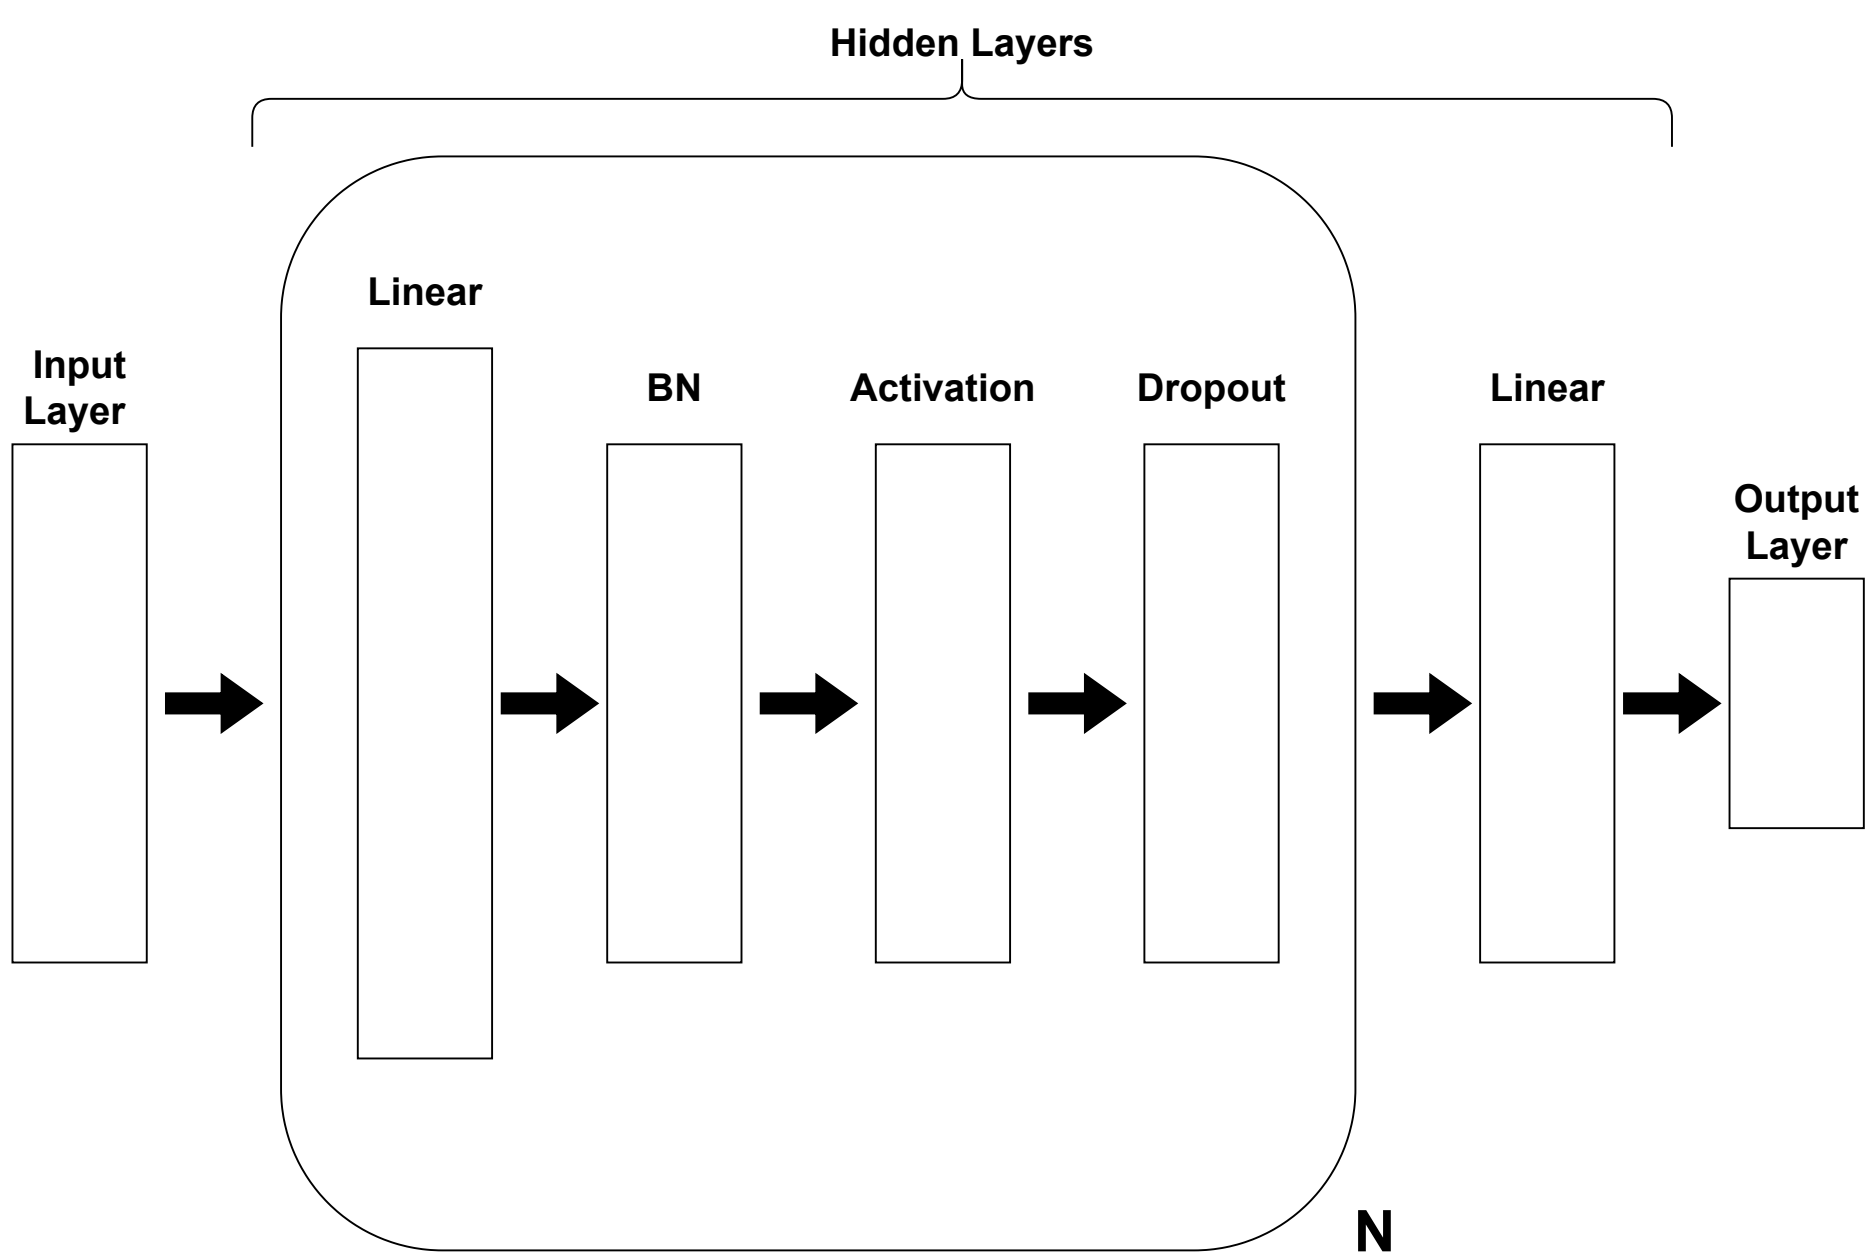 Hidden Layers
Linear
Input
Layer
BN
Activation
Dropout
Linear
Output
Layer
N